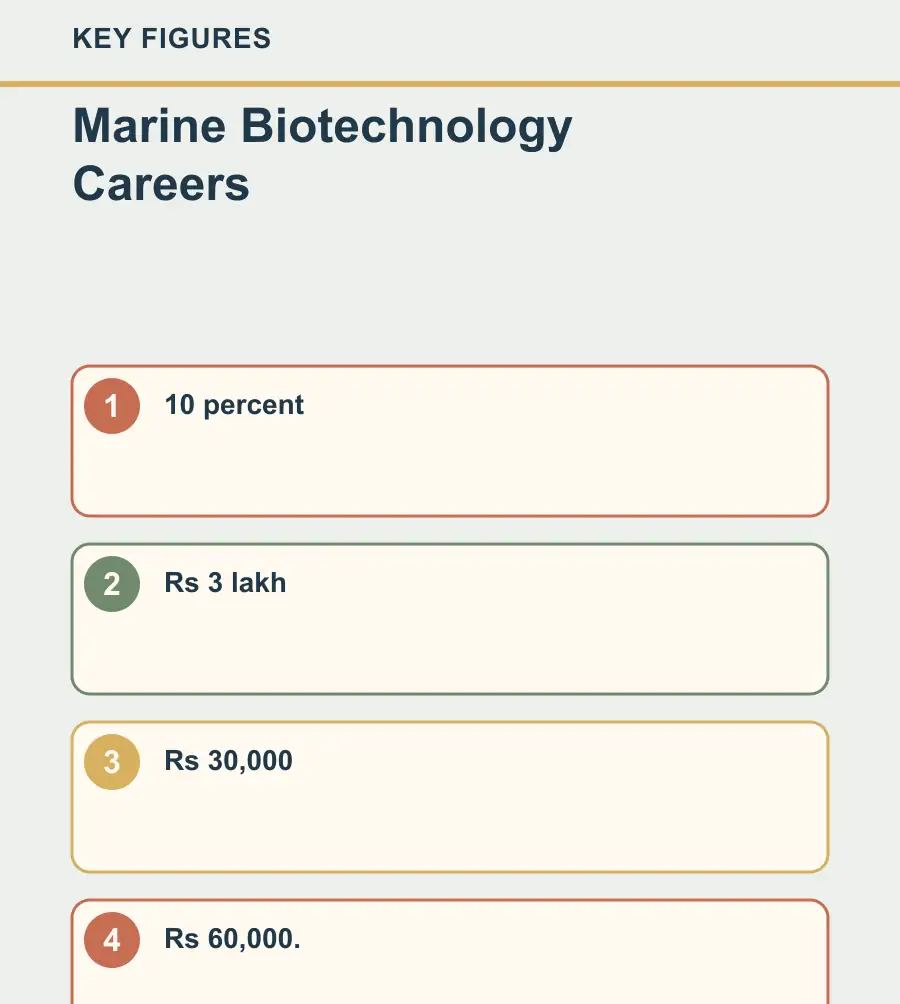 KEY FIGURES
Marine Biotechnology
Careers
1
10 percent
2
Rs 3 lakh
3
Rs 30,000
4
Rs 60,000.